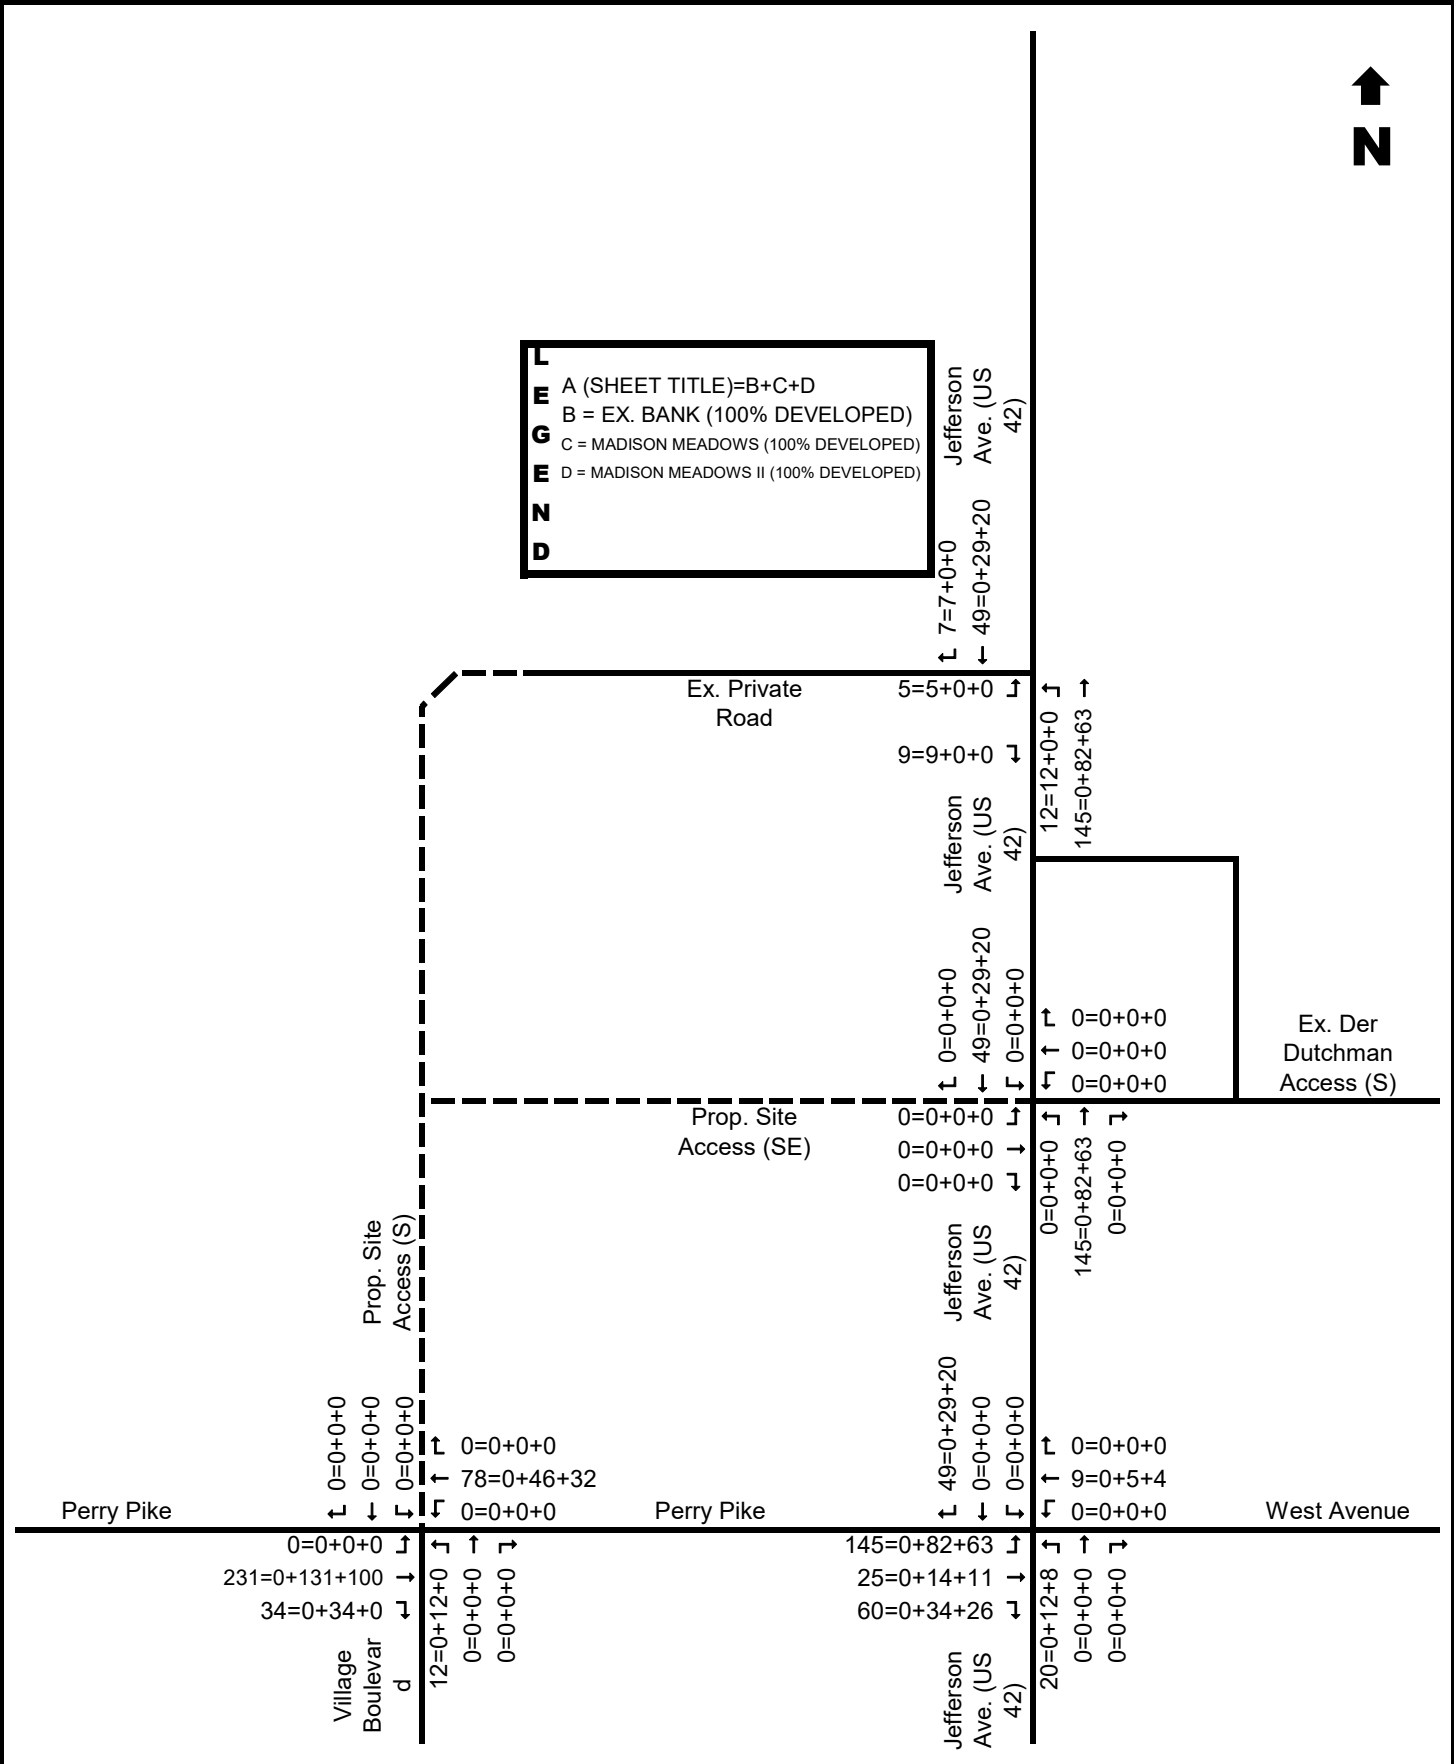 N
L
E
G
E
N
D
A (SHEET TITLE)=B+C+D
B = EX. BANK (100% DEVELOPED)
C = MADISON MEADOWS (100% DEVELOPED)
D = MADISON MEADOWS II (100% DEVELOPED)
Jefferson
Ave. (US
42)
7=7+0+0
49=0+29+20
Ex. Private
Road
5=5+0+0
9=9+0+0
12=12+0+0
145=0+82+63
Jefferson
Ave. (US
42)
0=0+0+0
49=0+29+20
0=0+0+0
0=0+0+0
0=0+0+0
0=0+0+0
Ex. Der
Dutchman
Access (S)
Prop. Site
Access (SE)
0=0+0+0
0=0+0+0
0=0+0+0
0=0+0+0
145=0+82+63
0=0+0+0
Prop. Site
Access (S)
Jefferson
Ave. (US
42)
0=0+0+0
0=0+0+0
0=0+0+0
0=0+0+0
78=0+46+32
0=0+0+0
49=0+29+20
0=0+0+0
0=0+0+0
0=0+0+0
9=0+5+4
0=0+0+0
Perry Pike
Perry Pike
West Avenue
0=0+0+0
231=0+131+100
34=0+34+0
12=0+12+0
0=0+0+0
0=0+0+0
145=0+82+63
25=0+14+11
60=0+34+26
20=0+12+8
0=0+0+0
0=0+0+0
Village
Boulevar
d
Jefferson
Ave. (US
42)